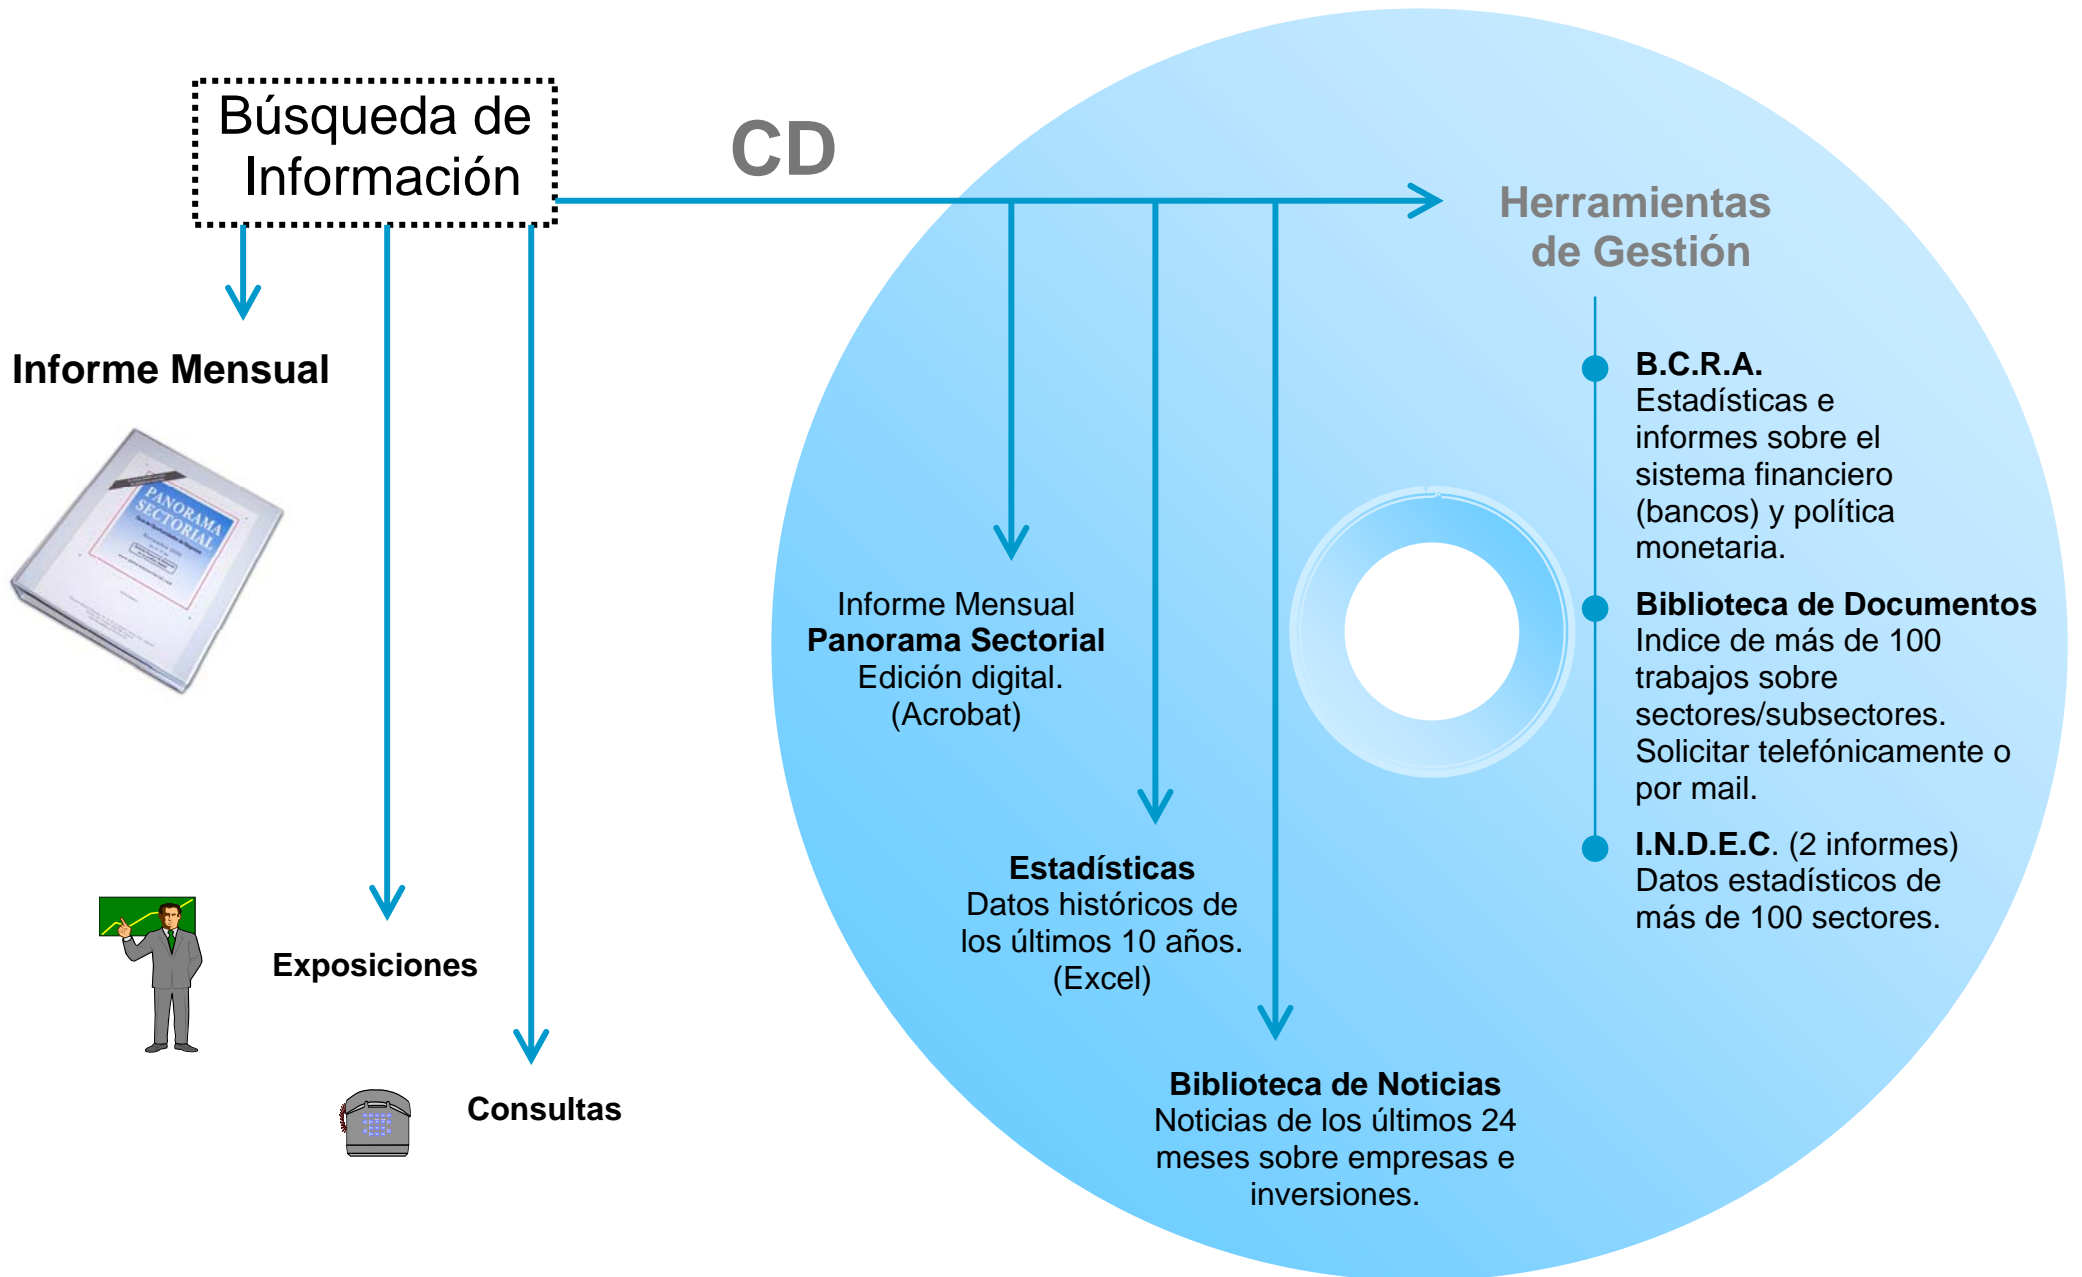 Búsqueda de
Información
CD
Herramientas
de Gestión
Informe Mensual
PANORAMA
SECTORIAL
B.C.R.A.
Estadísticas e
informes sobre el
sistema financiero
(bancos) y política
monetaria.
Biblioteca de Documentos
Indice de más de 100
trabajos sobre
sectores/subsectores.
Solicitar telefónicamente o
por mail.
I.N.D.E.C. (2 informes)
Datos estadísticos de
más de 100 sectores.
Informe Mensual
Panorama Sectorial
Edición digital.
(Acrobat)
Estadísticas
Datos históricos de
los últimos 10 años.
(Excel)
Biblioteca de Noticias
Noticias de los últimos 24
meses sobre empresas e
inversiones.
Exposiciones
Consultas